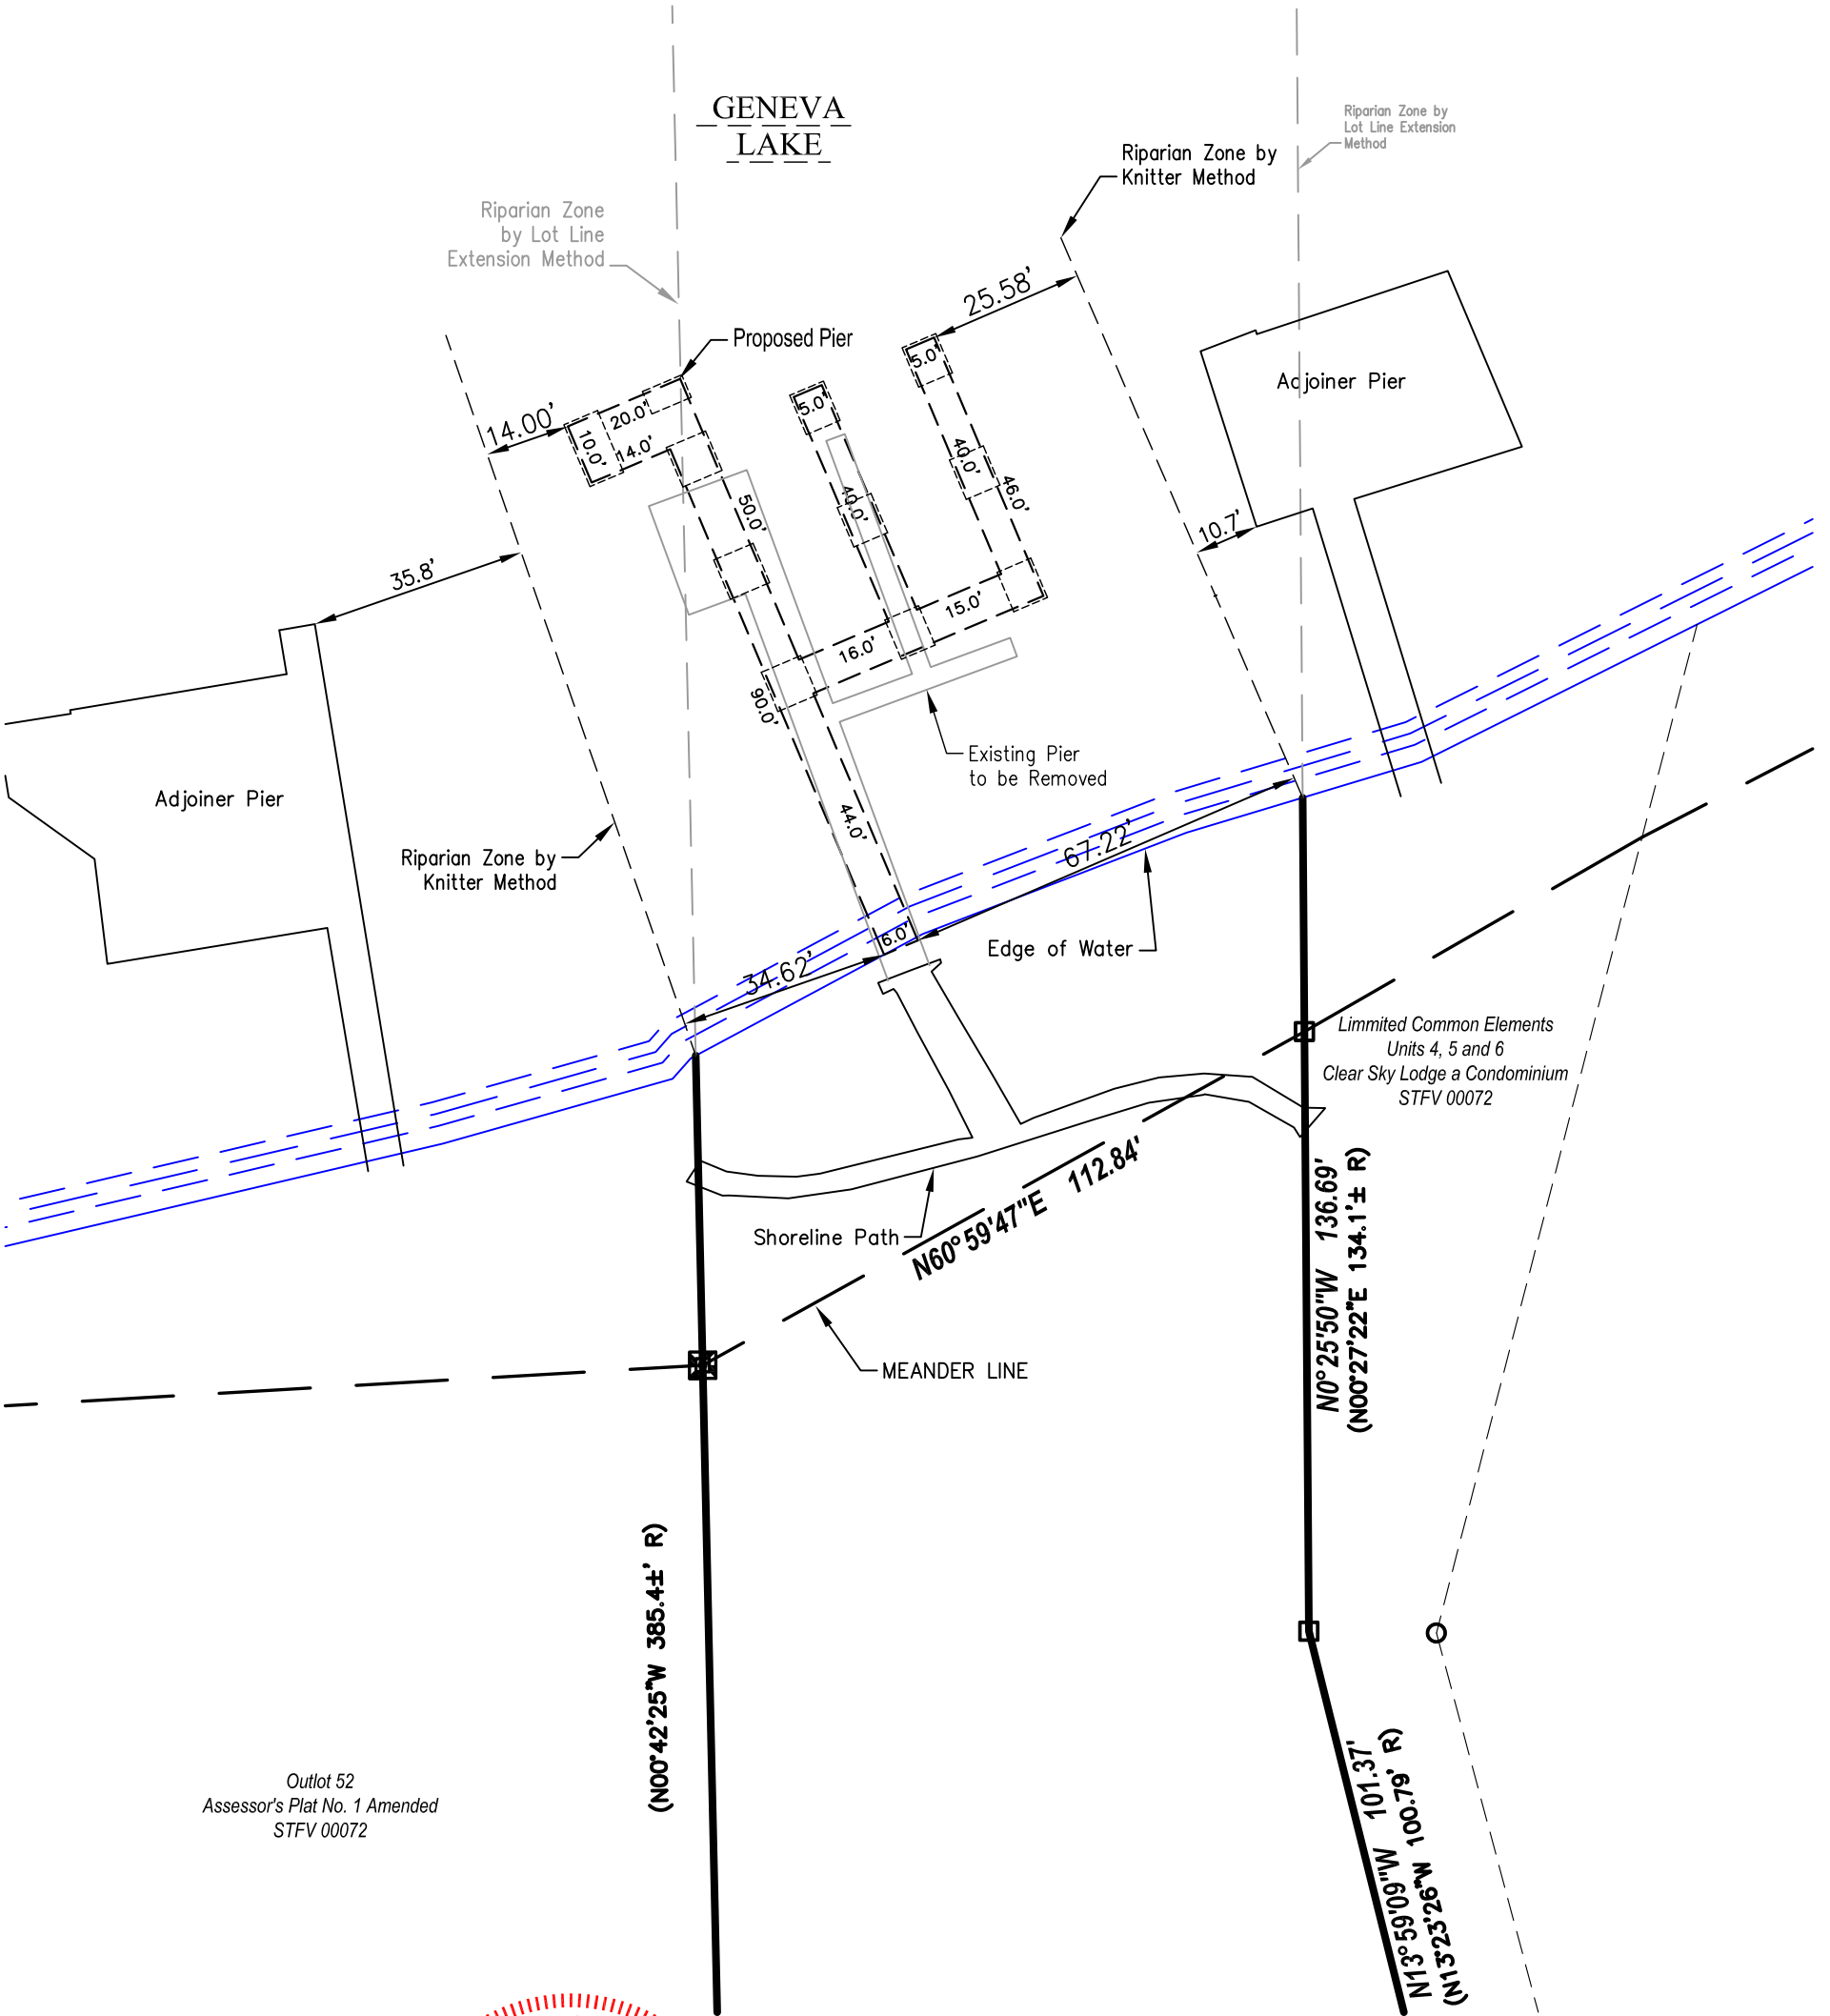 GENEVA
LAKE
Riparian Zone by
Lot Line Extension
Method
Riparian Zone by
Knitter Method
Riparian Zone
by Lot Line
Extension Method
25.58'
Proposed Pier
5.0'
Adjoiner Pier
14.00'
20.0'
5.0'
10.0'
14.0'
40.0'
46.0'
50.0'
40.0'
10.7'
35.8'
15.0'
16.0'
90.0'
Existing Pier
to be Removed
Adjoiner Pier
44.0'
67.22'
Riparian Zone by
Knitter Method
6.0'
Edge of Water
34.62'
Limmited Common Elements
Units 4, 5 and 6
Clear Sky Lodge a Condominium
STFV 00072
N60°59'47"E 112.84'
Shoreline Path
N0°25'50"W 136.69'
(N00°27'22"E 134.1'± R)
MEANDER LINE
(N00°42'25"W 385.4±' R)
Outlot 52
Assessor's Plat No. 1 Amended
STFV 00072
N13°59'09"W 101.37'
(N13°23'26"W 100.79' R)